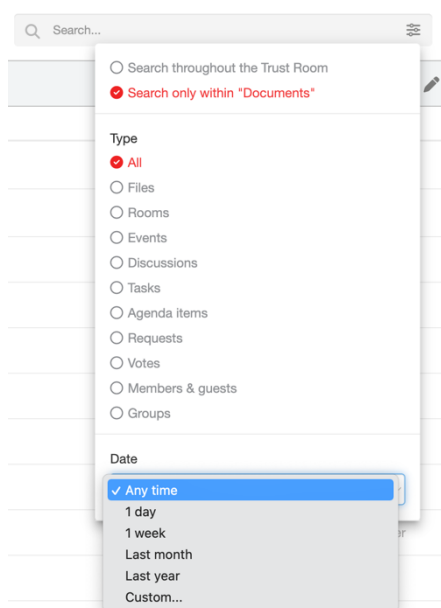 Search...
Search throughout the Trust Room
Search only within "Documents"
Type
All
Files
Rooms
Events
Discussions
Tasks
Agenda items
Requests
Votes
Members & guests
Groups
Date
Any time
1 day
1 week
Last month
Last year
Custom...